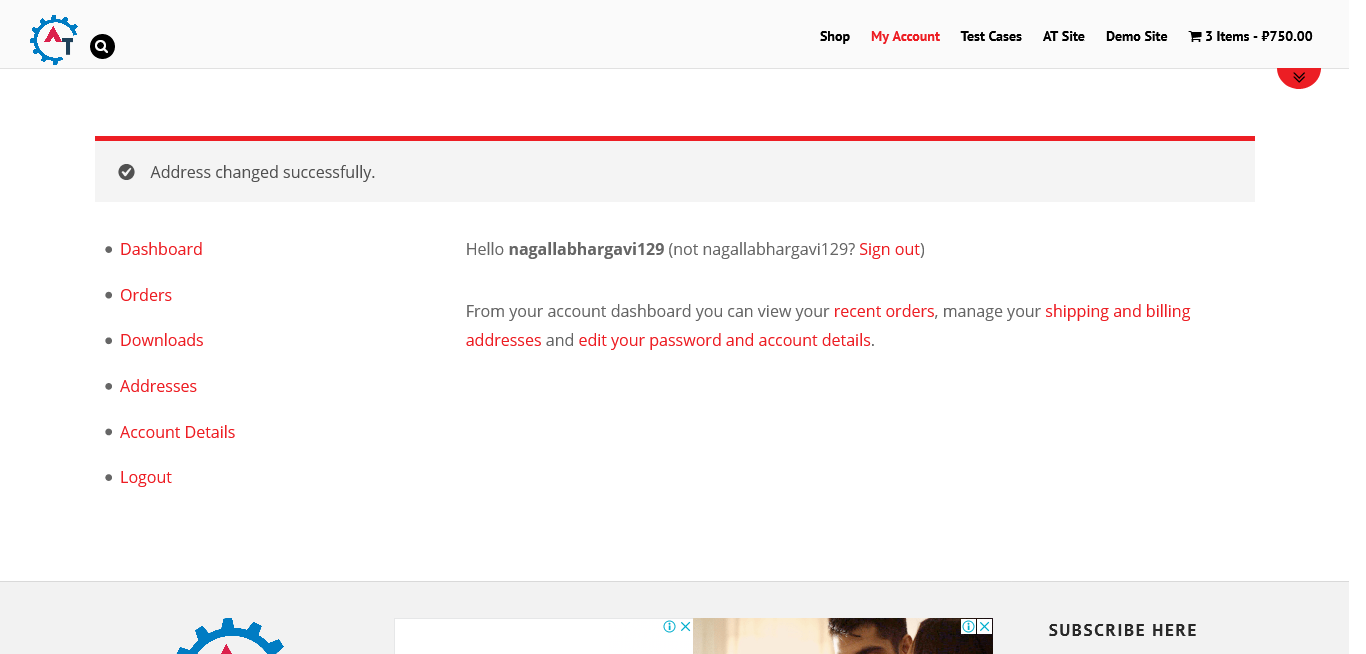 AT
Shop
My Account
Test Cases
AT Site
Demo Site
3 Items - ₽750.00
Address changed successfully.
Dashboard
Orders
Downloads
Addresses
Account Details
Logout
Hello nagallabhargavi129 (not nagallabhargavi129? Sign out)
From your account dashboard you can view your recent orders, manage your shipping and billing
addresses and edit your password and account details.
SUBSCRIBE HERE